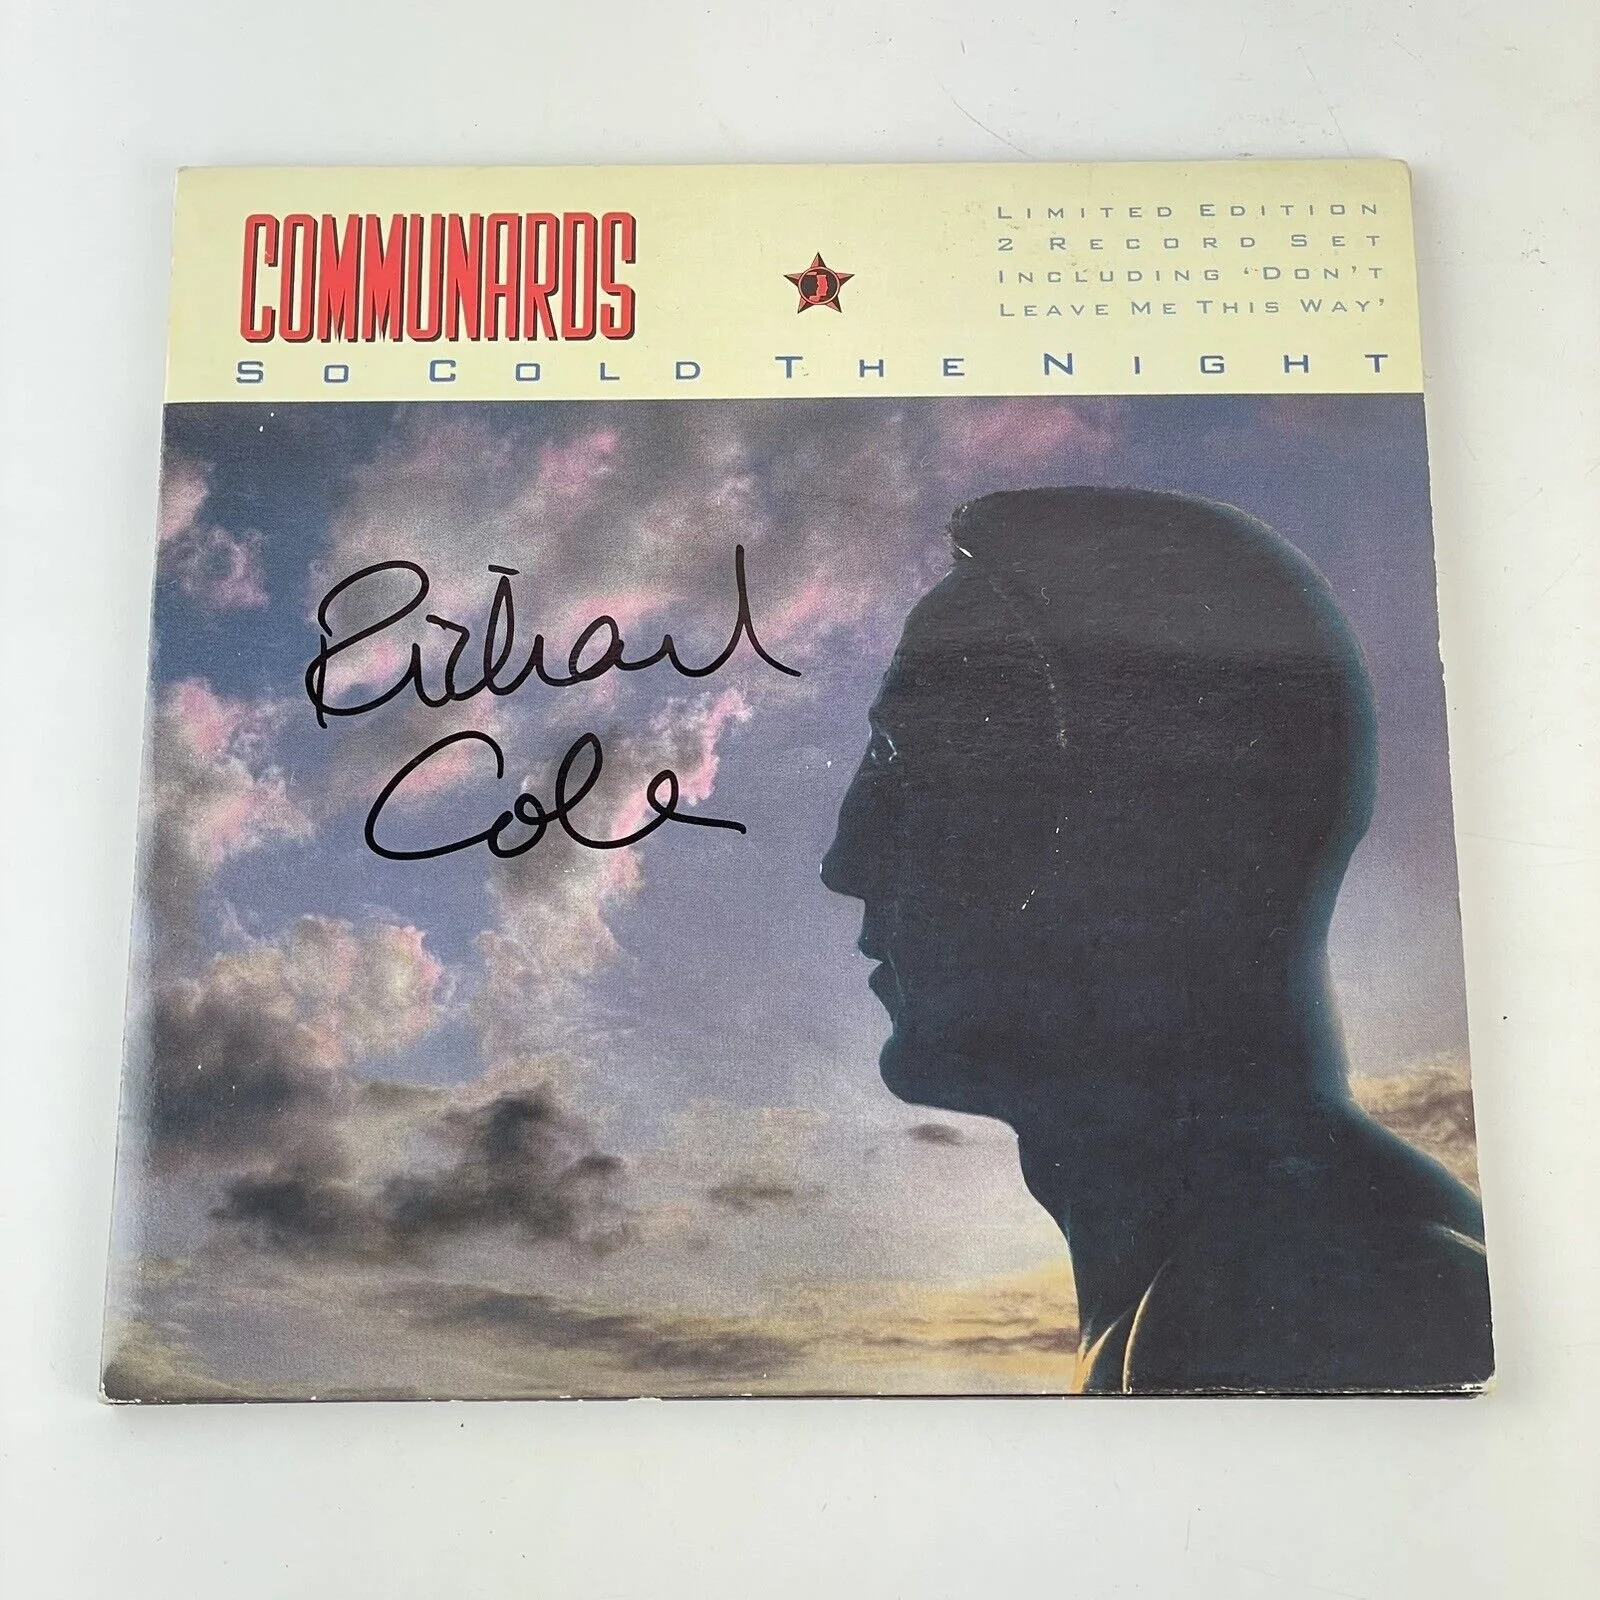 COMMUNARDS
LIMITED EDITION
2 RECORD SET
INCLUDING ‘DON’T
LEAVE ME THIS WAY’
SO COLD THE NIGHT
Richard
Cole